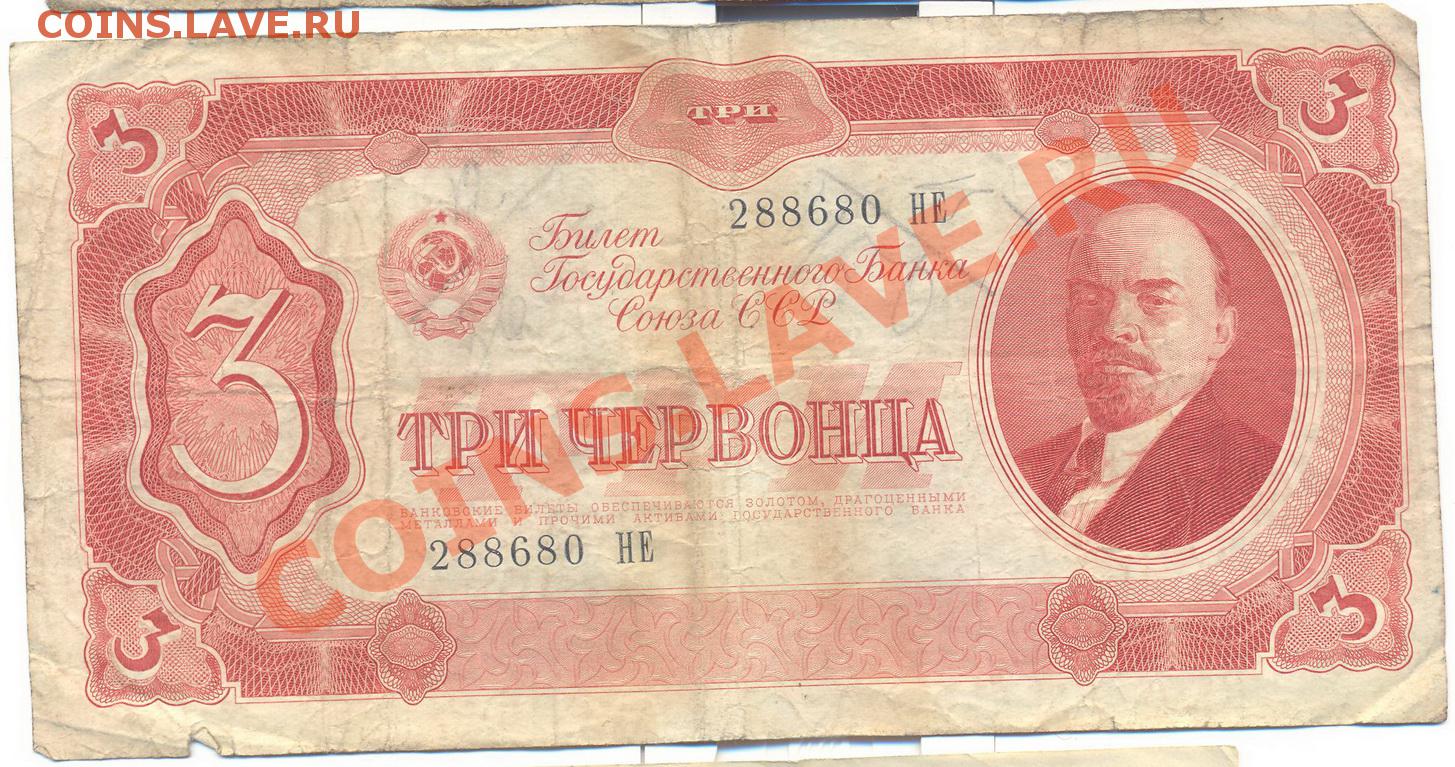 COINS.LAVE.RU
3 ТРИ 3
288680 НЕ
Билет
Государственного Банка
Союза ССР
3
ТРИ
ТРИ ЧЕРВОНЦА
БАНКОВСКИЕ БИЛЕТЫ ОБЕСПЕЧИВАЮТСЯ ЗОЛОТОМ, ДРАГОЦЕННЫМИ
МЕТАЛЛАМИ И ПРОЧИМИ АКТИВАМИ ГОСУДАРСТВЕННОГО БАНКА
288680 НЕ
3 3
COINS.LAVE.RU